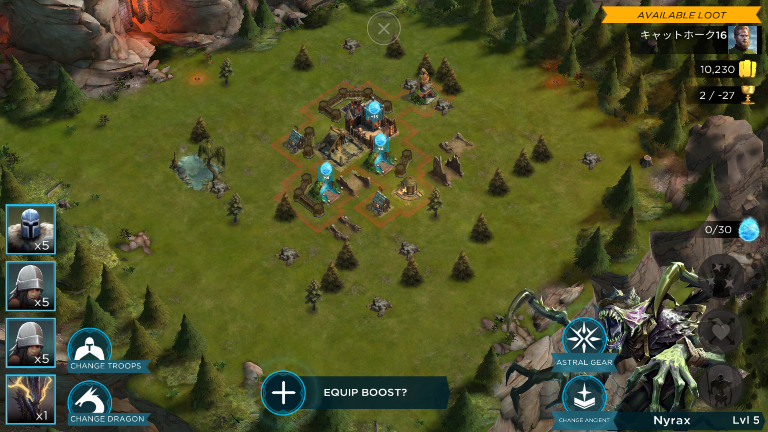 AVAILABLE LOOT
キャットホーク16
10,230
2 / -27
0/30
x5
x5
x5
x1
CHANGE TROOPS
CHANGE DRAGON
EQUIP BOOST?
ASTRAL GEAR
CHANGE ANCIENT
Nyrax Lvl 5